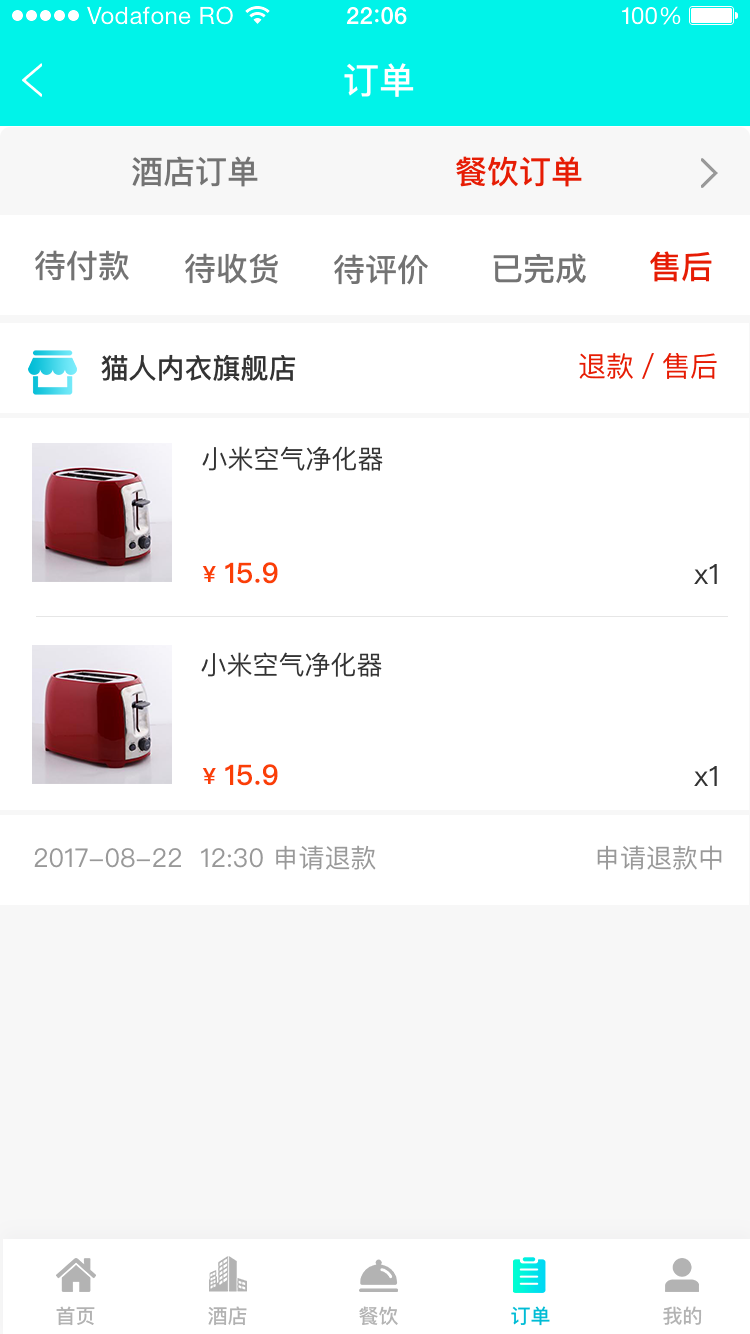 Vodafone RO 22:06 100%
订单
酒店订单 餐饮订单
待付款 待收货 待评价 已完成 售后
猫人内衣旗舰店 退款 / 售后
小米空气净化器
¥ 15.9 x1
小米空气净化器
¥ 15.9 x1
2017-08-22 12:30 申请退款 申请退款中
首页 酒店 餐饮 订单 我的